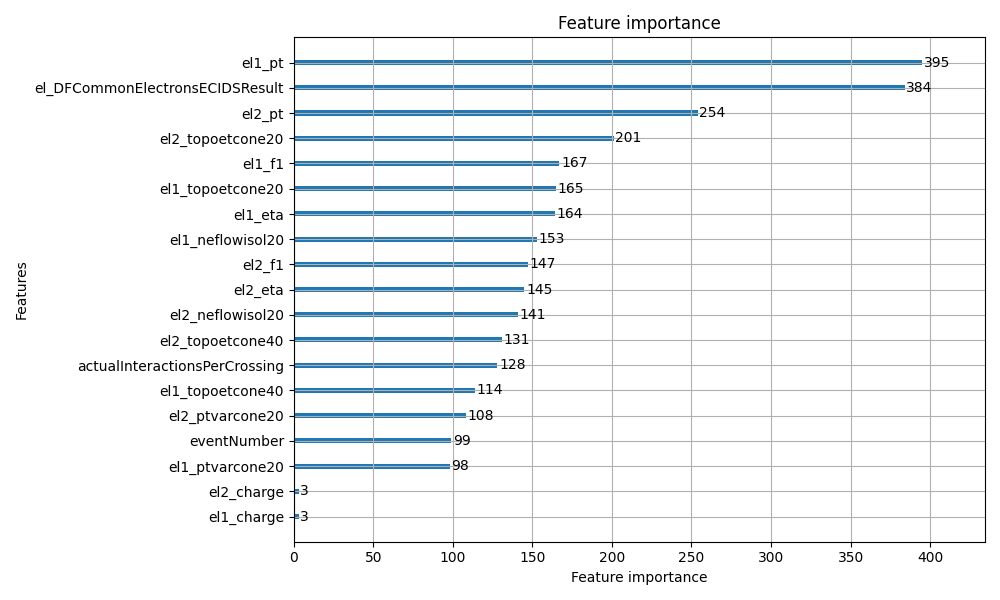 Feature importance
el1_pt 395
el_DFCommonElectronsECIDSResult 384
el2_pt 254
el2_topoetcone20 201
el1_f1 167
el1_topoetcone20 165
el1_eta 164
el1_neflowisol20 153
el2_f1 147
el2_eta 145
el2_neflowisol20 141
el2_topoetcone40 131
actualInteractionsPerCrossing 128
el1_topoetcone40 114
el2_ptvarcone20 108
eventNumber 99
el1_ptvarcone20 98
el2_charge 3
el1_charge 3
Features
0 50 100 150 200 250 300 350 400
Feature importance